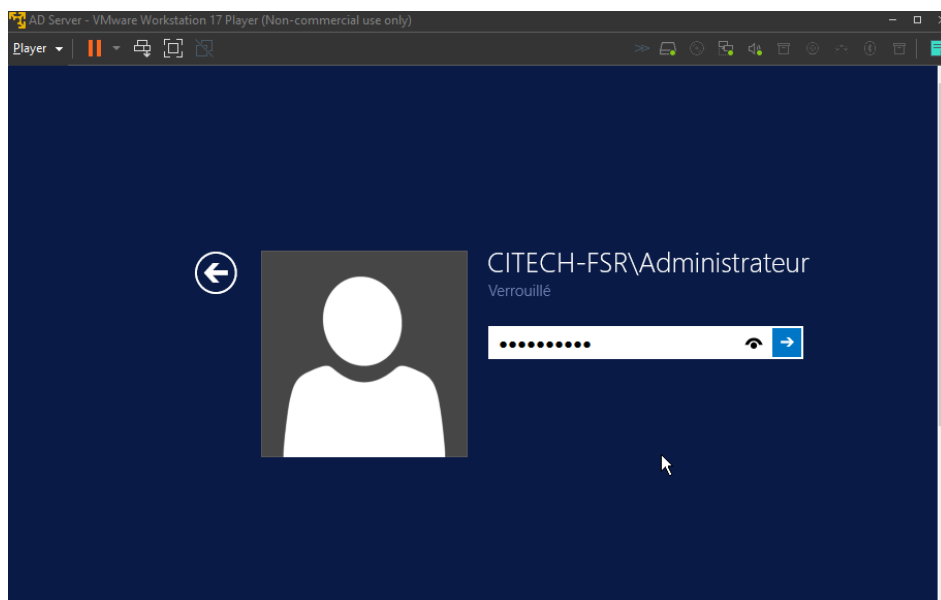 AD Server - VMware Workstation 17 Player (Non-commercial use only)
Player
CITECH-FSR\Administrateur
Verrouillé